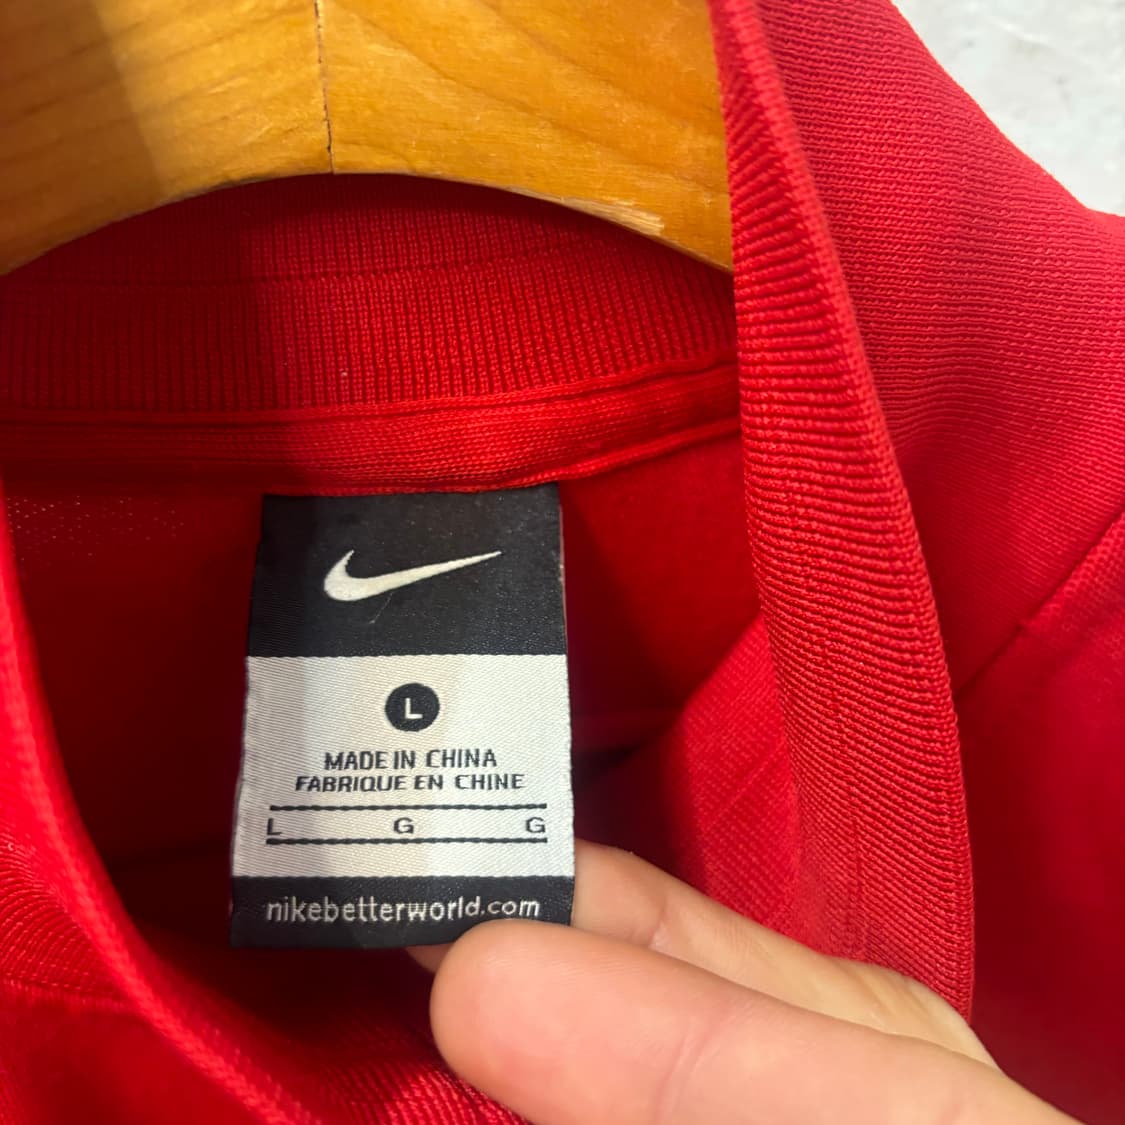 L
MADE IN CHINA
FABRIQUE EN CHINE
L G G
nikebetterworld.com